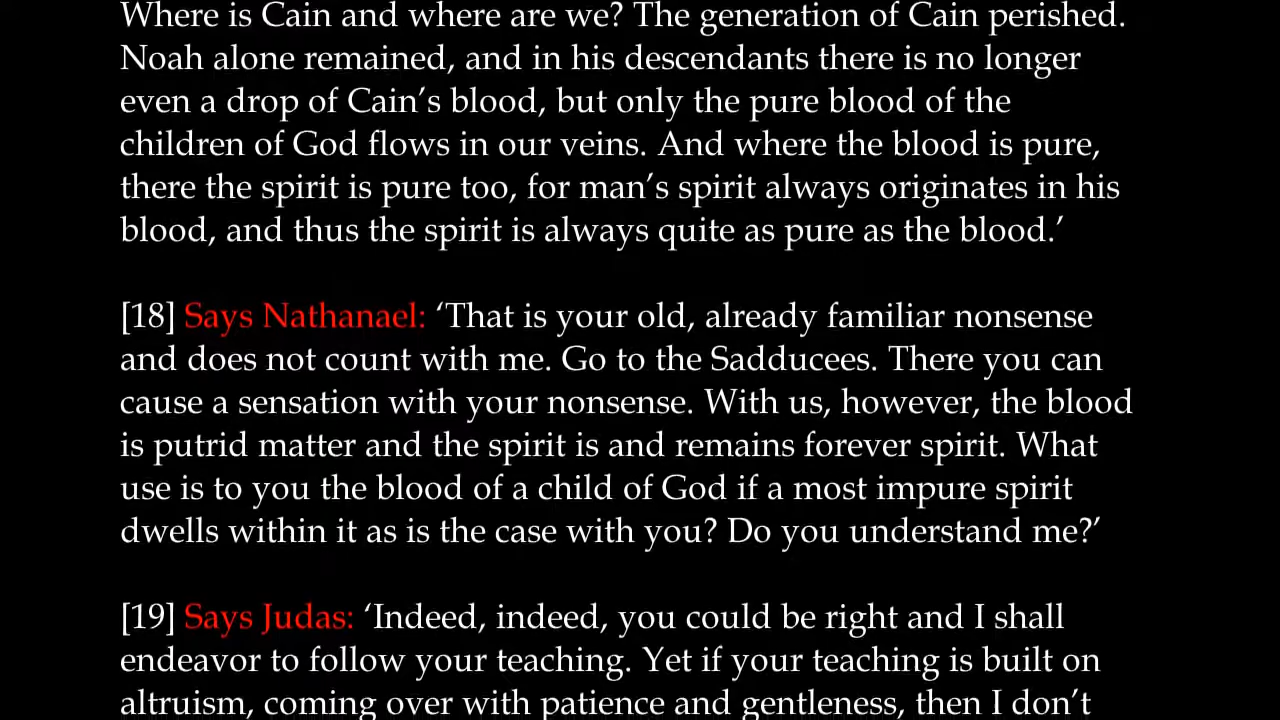 Where is Cain and where are we? The generation of Cain perished.
Noah alone remained, and in his descendants there is no longer
even a drop of Cain’s blood, but only the pure blood of the
children of God flows in our veins. And where the blood is pure,
there the spirit is pure too, for man’s spirit always originates in his
blood, and thus the spirit is always quite as pure as the blood.’
[18] Says Nathanael: ‘That is your old, already familiar nonsense
and does not count with me. Go to the Sadducees. There you can
cause a sensation with your nonsense. With us, however, the blood
is putrid matter and the spirit is and remains forever spirit. What
use is to you the blood of a child of God if a most impure spirit
dwells within it as is the case with you? Do you understand me?’
[19] Says Judas: ‘Indeed, indeed, you could be right and I shall
endeavor to follow your teaching. Yet if your teaching is built on
altruism, coming over with patience and gentleness, then I don’t